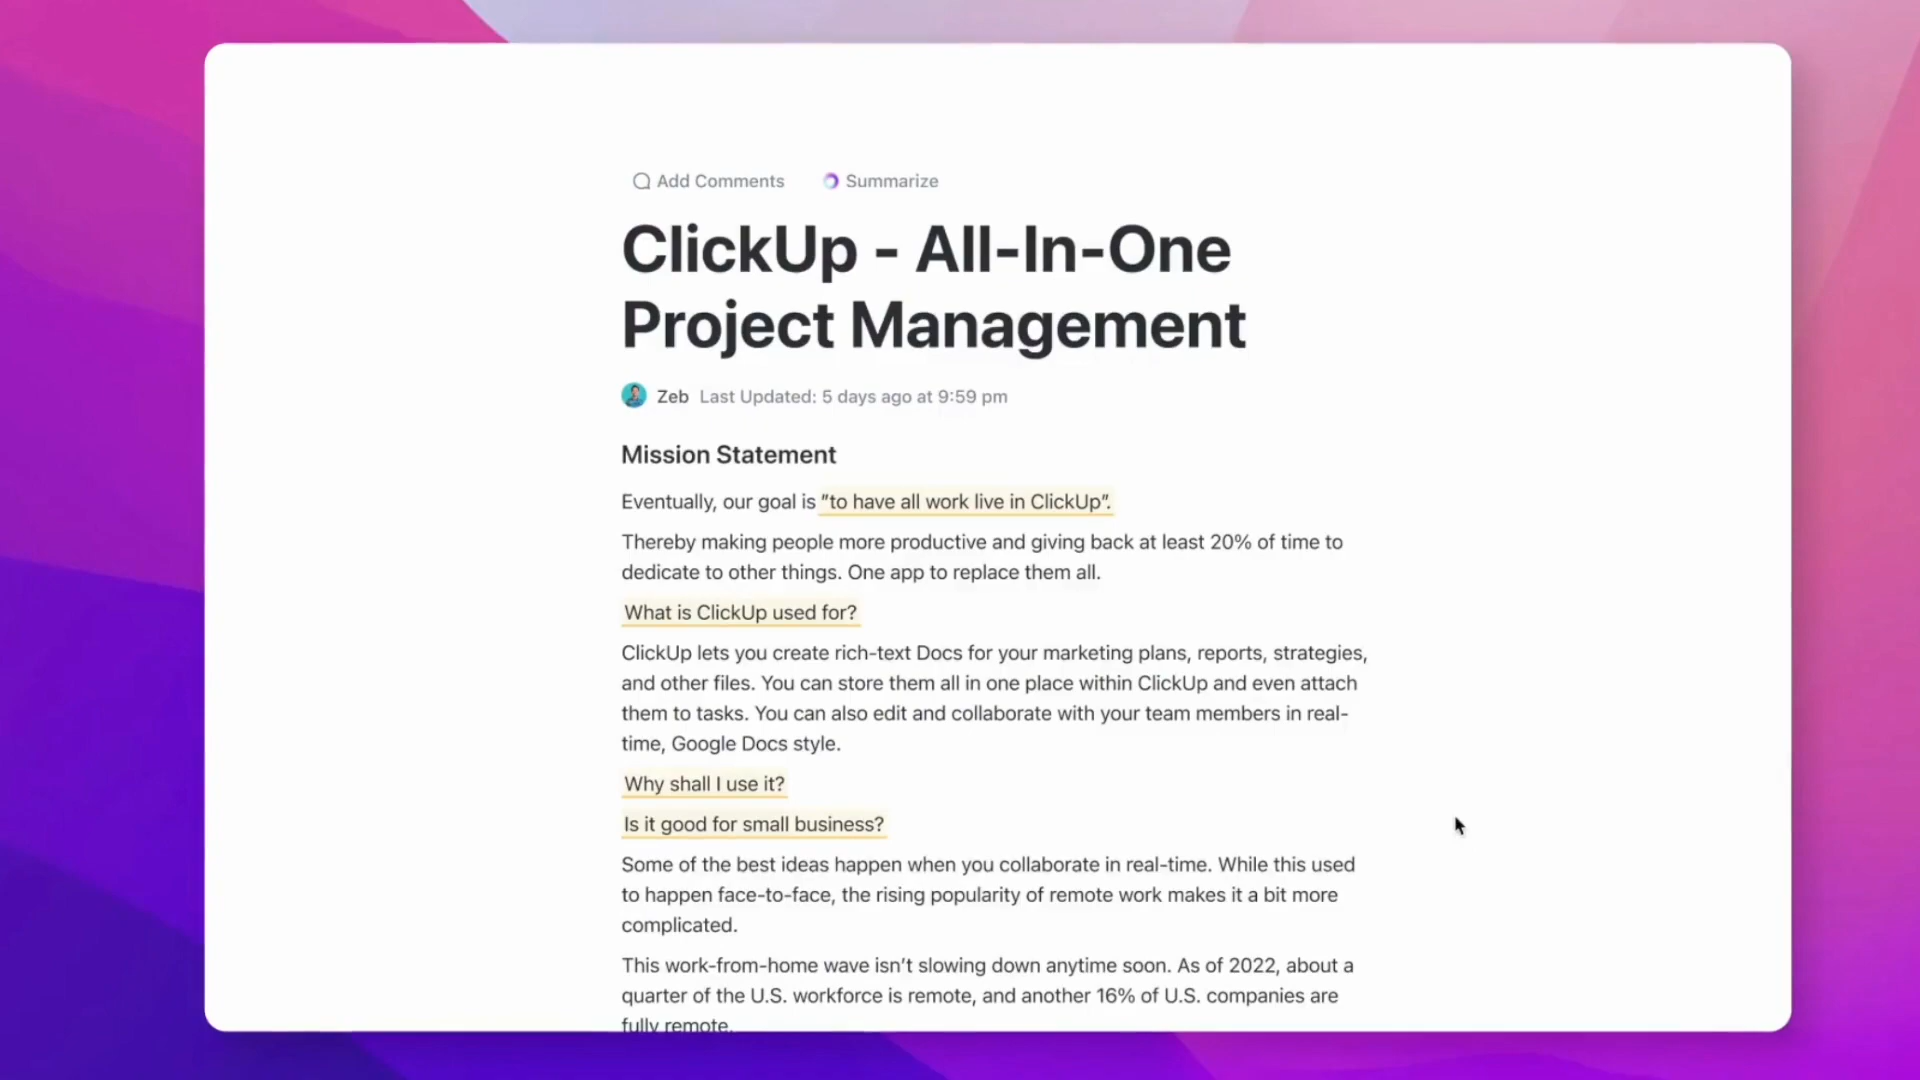 Add Comments Summarize
ClickUp - All-In-One
Project Management
Zeb Last Updated: 5 days ago at 9:59 pm
Mission Statement
Eventually, our goal is "to have all work live in ClickUp".
Thereby making people more productive and giving back at least 20% of time to
dedicate to other things. One app to replace them all.
What is ClickUp used for?
ClickUp lets you create rich-text Docs for your marketing plans, reports, strategies,
and other files. You can store them all in one place within ClickUp and even attach
them to tasks. You can also edit and collaborate with your team members in real-
time, Google Docs style.
Why shall I use it?
Is it good for small business?
Some of the best ideas happen when you collaborate in real-time. While this used
to happen face-to-face, the rising popularity of remote work makes it a bit more
complicated.
This work-from-home wave isn't slowing down anytime soon. As of 2022, about a
quarter of the U.S. workforce is remote, and another 16% of U.S. companies are
fully remote.